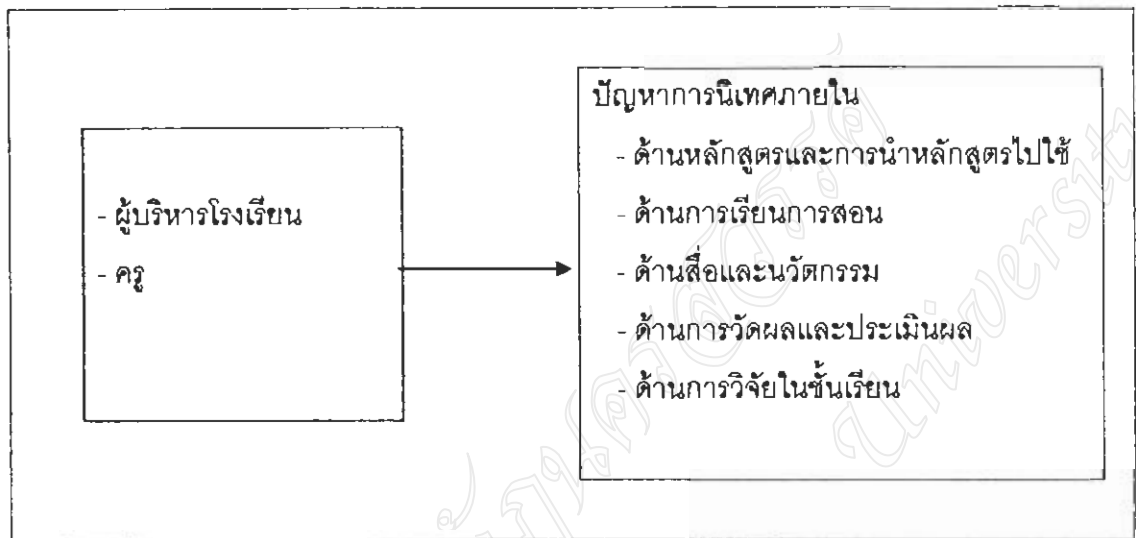 - ผู้บริหารโรงเรียน
- ครู
ปัญหาการนิเทศภายใน
- ด้านหลักสูตรและการนำหลักสูตรไปใช้
- ด้านการเรียนการสอน
- ด้านสื่อและนวัตกรรม
- ด้านการวัดผลและประเมินผล
- ด้านการวิจัยในชั้นเรียน